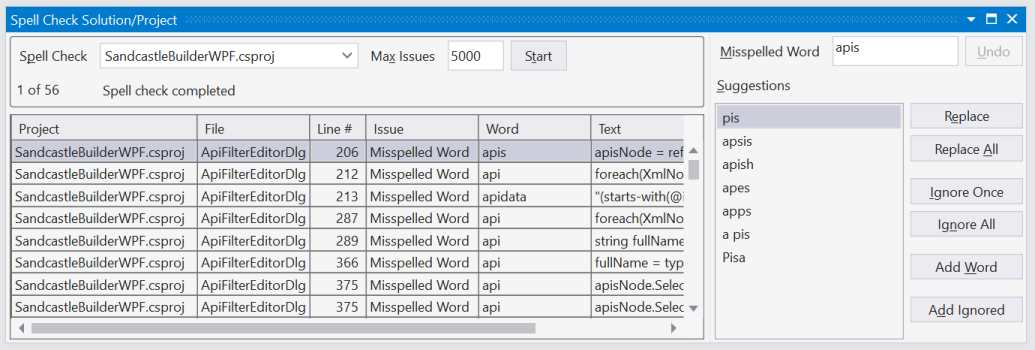 Spell Check Solution/Project
Spell Check SandcastleBuilderWPF.csproj Max Issues 5000 Start
1 of 56 Spell check completed
Project File Line # Issue Word Text
SandcastleBuilderWPF.csproj ApiFilterEditorDlg 206 Misspelled Word apis apisNode = ref
SandcastleBuilderWPF.csproj ApiFilterEditorDlg 212 Misspelled Word api foreach(XmlNo
SandcastleBuilderWPF.csproj ApiFilterEditorDlg 213 Misspelled Word apidata "(starts-with(@
SandcastleBuilderWPF.csproj ApiFilterEditorDlg 287 Misspelled Word api foreach(XmlNo
SandcastleBuilderWPF.csproj ApiFilterEditorDlg 289 Misspelled Word api string fullName
SandcastleBuilderWPF.csproj ApiFilterEditorDlg 366 Misspelled Word api fullName = typ
SandcastleBuilderWPF.csproj ApiFilterEditorDlg 375 Misspelled Word api apisNode.Selec
SandcastleBuilderWPF.csproj ApiFilterEditorDlg 375 Misspelled Word api apisNode.Selec
Misspelled Word apis Undo
Suggestions
pis
apsis
apish
apes
apps
a pis
Pisa
Replace
Replace All
Ignore Once
Ignore All
Add Word
Add Ignored